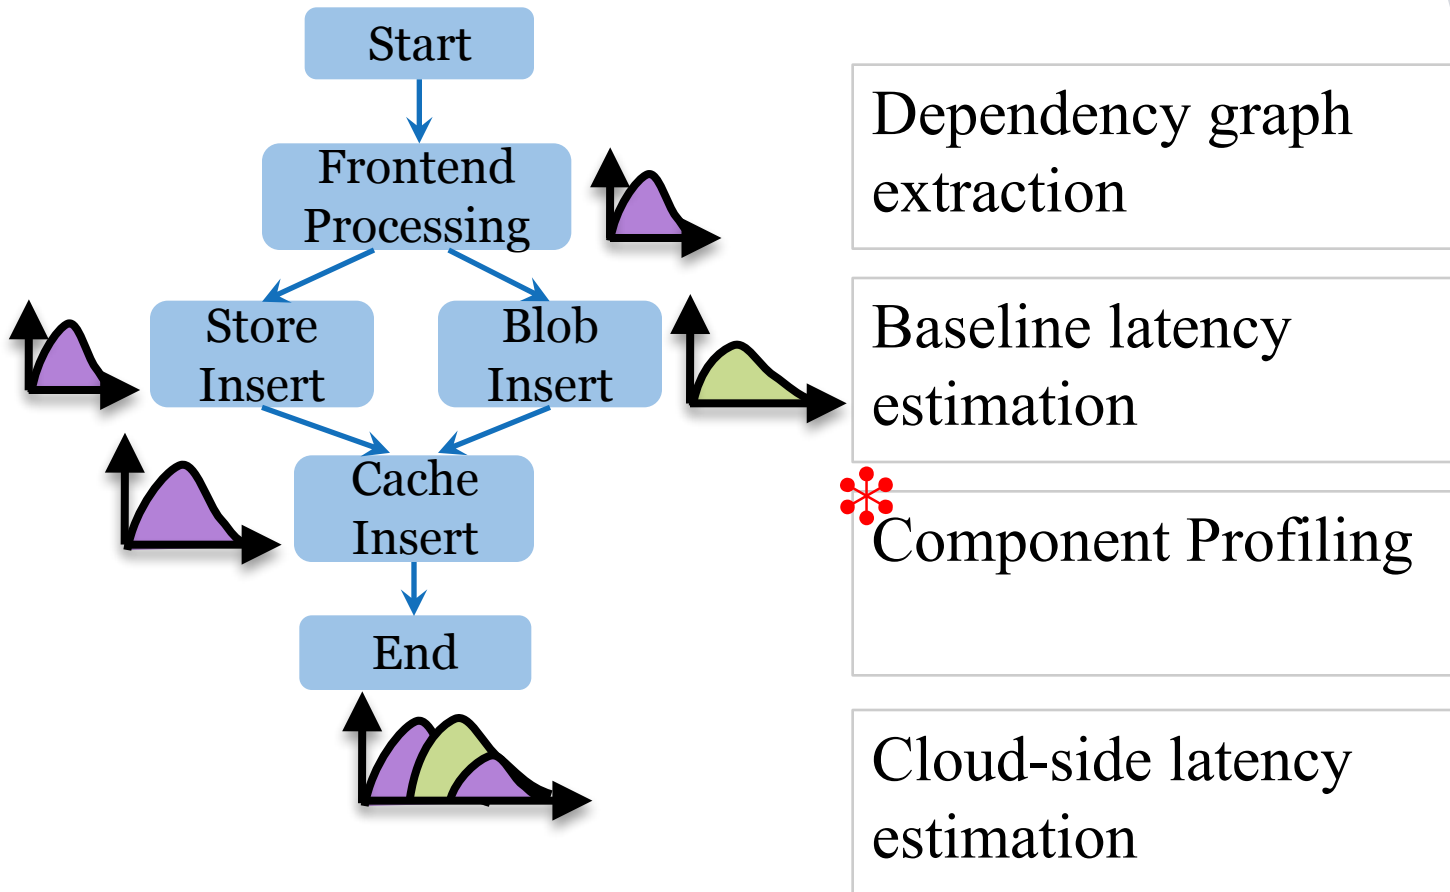 Start
Frontend
Processing
Store
Insert
Blob
Insert
Cache
Insert
End
Dependency graph
extraction
Baseline latency
estimation
Component Profiling
Cloud-side latency
estimation